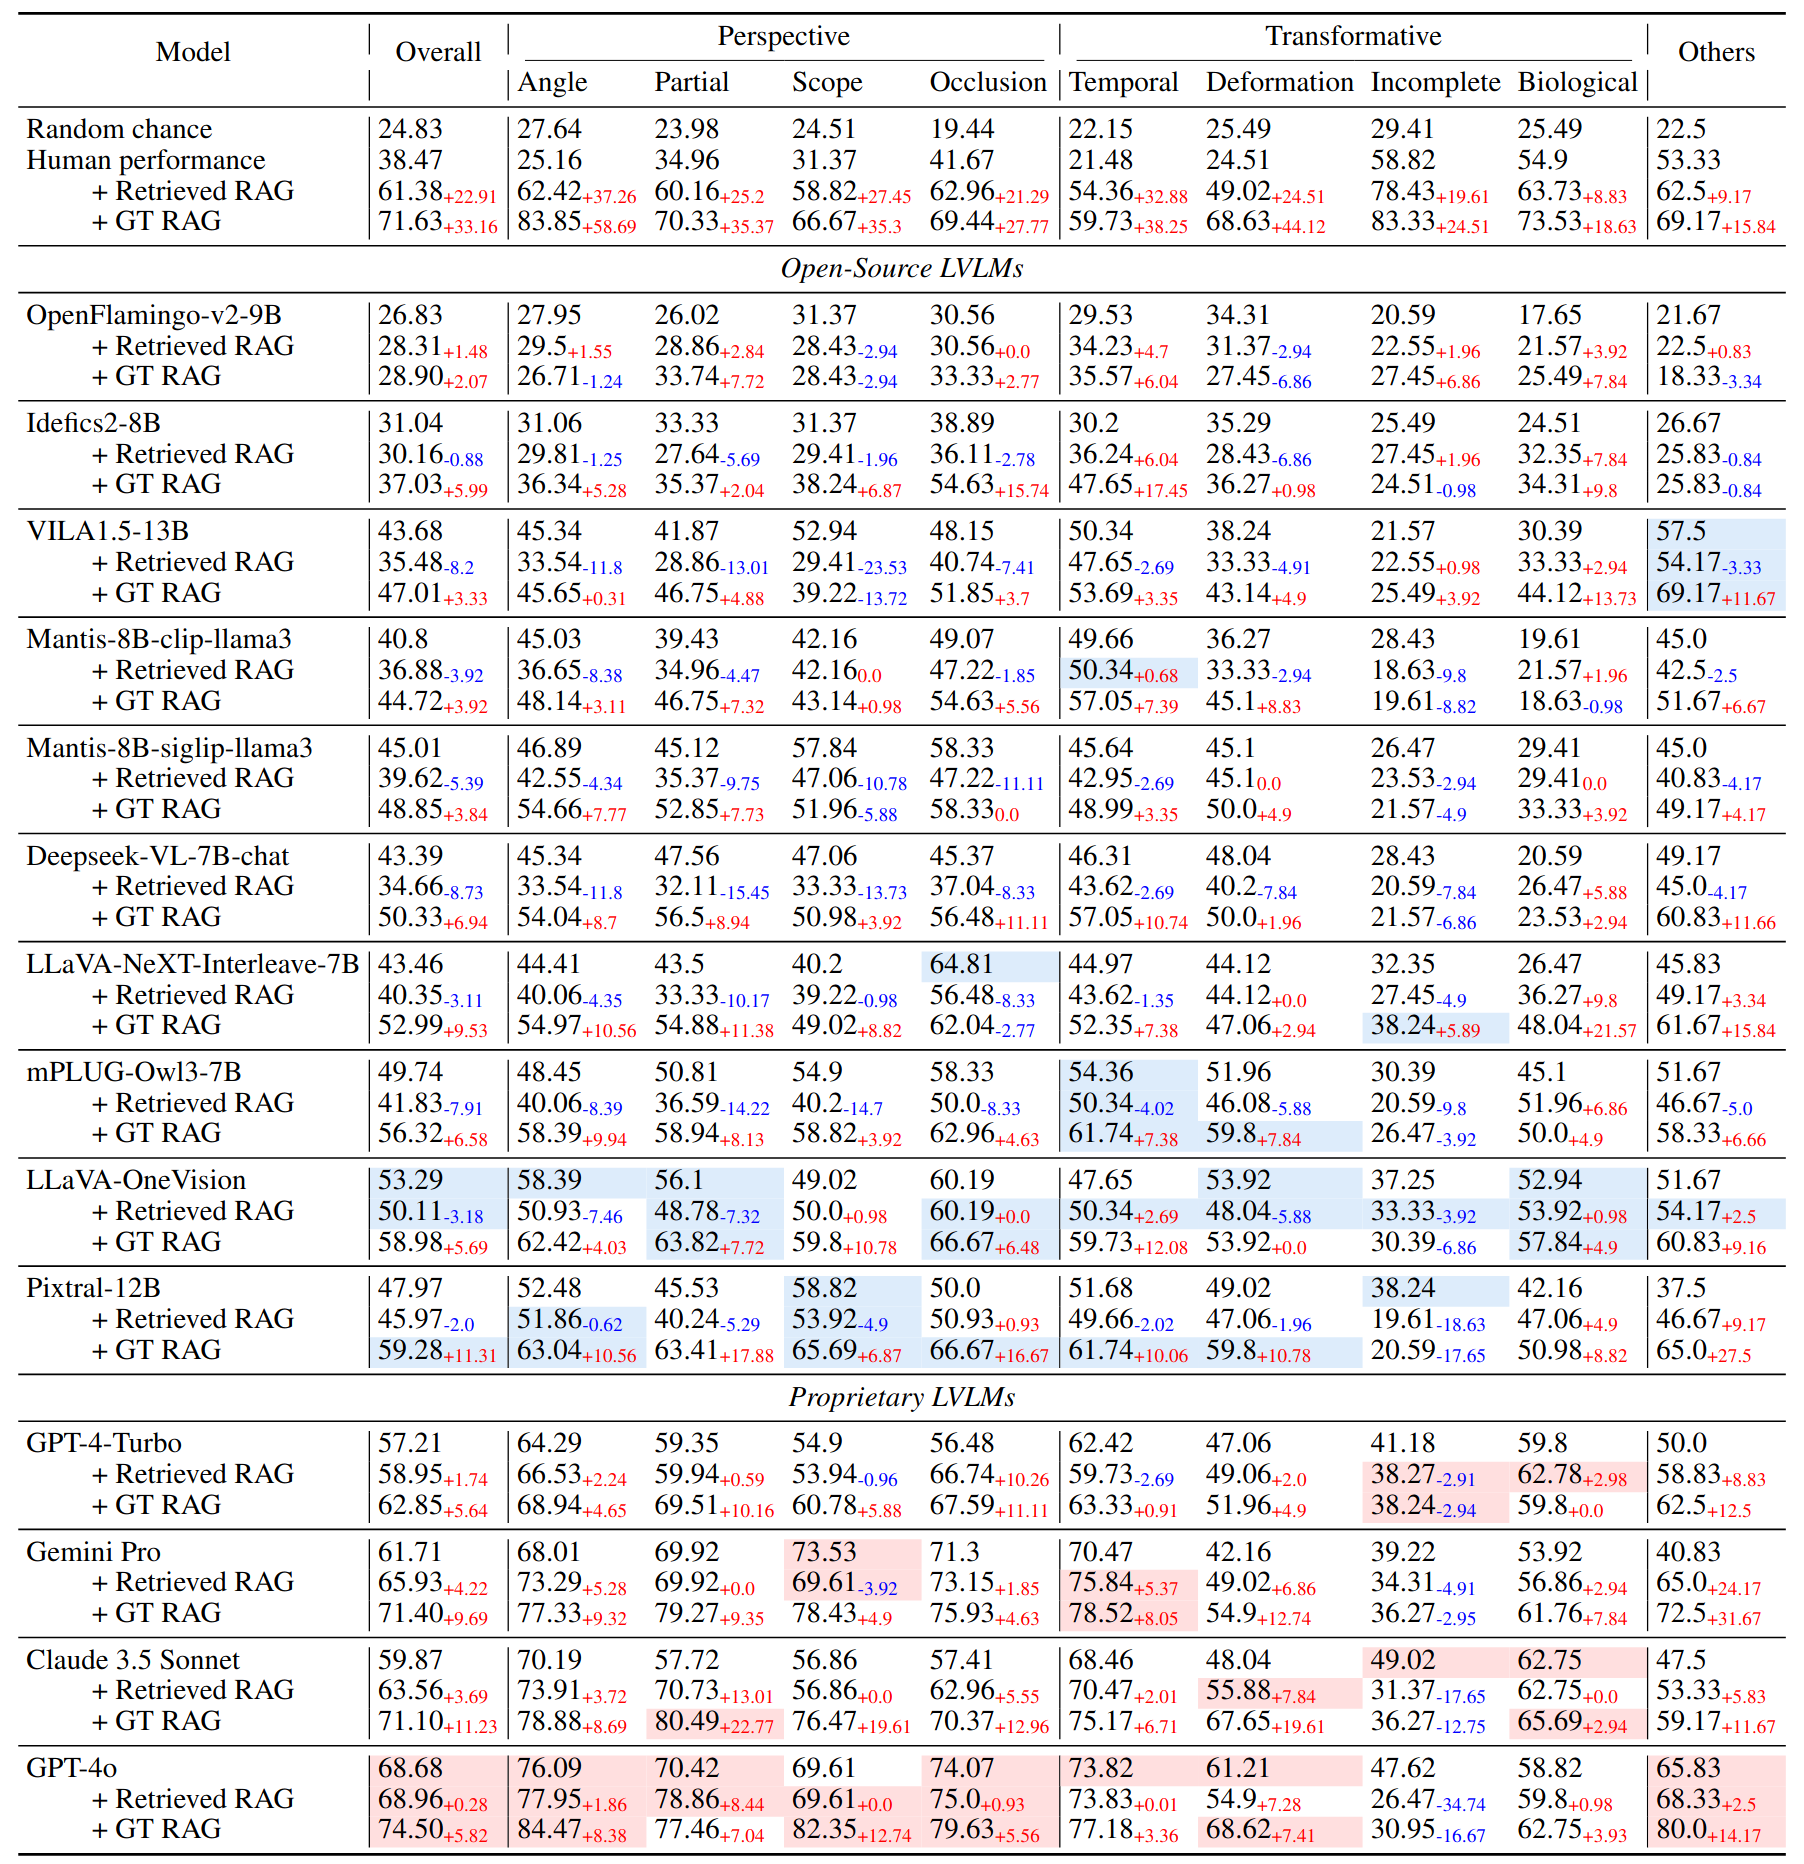 Model Overall Perspective Transformative Others
Angle Partial Scope Occlusion Temporal Deformation Incomplete Biological
Random chance 24.83 27.64 23.98 24.51 19.44 22.15 25.49 29.41 25.49 22.5
Human performance 38.47 25.16 34.96 31.37 41.67 21.48 24.51 58.82 54.9 53.33
+ Retrieved RAG 61.38+22.91 62.42+37.26 60.16+25.2 58.82+27.45 62.96+21.29 54.36+32.88 49.02+24.51 78.43+19.61 63.73+8.83 62.5+9.17
+ GT RAG 71.63+33.16 83.85+58.69 70.33+35.37 66.67+35.3 69.44+27.77 59.73+38.25 68.63+44.12 83.33+24.51 73.53+18.63 69.17+15.84
Open-Source LVLMs
OpenFlamingo-v2-9B 26.83 27.95 26.02 31.37 30.56 29.53 34.31 20.59 17.65 21.67
+ Retrieved RAG 28.31+1.48 29.5+1.55 28.86+2.84 28.43-2.94 30.56+0.0 34.23+4.7 31.37-2.94 22.55+1.96 21.57+3.92 22.5+0.83
+ GT RAG 28.90+2.07 26.71-1.24 33.74+7.72 28.43-2.94 33.33+2.77 35.57+6.04 27.45-6.86 27.45+6.86 25.49+7.84 18.33-3.34
Idefics2-8B 31.04 31.06 33.33 31.37 38.89 30.2 35.29 25.49 24.51 26.67
+ Retrieved RAG 30.16-0.88 29.81-1.25 27.64-5.69 29.41-1.96 36.11-2.78 36.24+6.04 28.43-6.86 27.45+1.96 32.35+7.84 25.83-0.84
+ GT RAG 37.03+5.99 36.34+5.28 35.37+2.04 38.24+6.87 54.63+15.74 47.65+17.45 36.27+0.98 24.51-0.98 34.31+9.8 25.83-0.84
VILA1.5-13B 43.68 45.34 41.87 52.94 48.15 50.34 38.24 21.57 30.39 57.5
+ Retrieved RAG 35.48-8.2 33.54-11.8 28.86-13.01 29.41-23.53 40.74-7.41 47.65-2.69 33.33-4.91 22.55+0.98 33.33+2.94 54.17-3.33
+ GT RAG 47.01+3.33 45.65+0.31 46.75+4.88 39.22-13.72 51.85+3.7 53.69+3.35 43.14+4.9 25.49+3.92 44.12+13.73 69.17+11.67
Mantis-8B-clip-llama3 40.8 45.03 39.43 42.16 49.07 49.66 36.27 28.43 19.61 45.0
+ Retrieved RAG 36.88-3.92 36.65-8.38 34.96-4.47 42.160.0 47.22-1.85 50.34+0.68 33.33-2.94 18.63-9.8 21.57+1.96 42.5-2.5
+ GT RAG 44.72+3.92 48.14+3.11 46.75+7.32 43.14+0.98 54.63+5.56 57.05+7.39 45.1+8.83 19.61-8.82 18.63-0.98 51.67+6.67
Mantis-8B-siglip-llama3 45.01 46.89 45.12 57.84 58.33 45.64 45.1 26.47 29.41 45.0
+ Retrieved RAG 39.62-5.39 42.55-4.34 35.37-9.75 47.06-10.78 47.22-11.11 42.95-2.69 45.10.0 23.53-2.94 29.410.0 40.83-4.17
+ GT RAG 48.85+3.84 54.66+7.77 52.85+7.73 51.96-5.88 58.330.0 48.99+3.35 50.0+4.9 21.57-4.9 33.33+3.92 49.17+4.17
Deepseek-VL-7B-chat 43.39 45.34 47.56 47.06 45.37 46.31 48.04 28.43 20.59 49.17
+ Retrieved RAG 34.66-8.73 33.54-11.8 32.11-15.45 33.33-13.73 37.04-8.33 43.62-2.69 40.2-7.84 20.59-7.84 26.47+5.88 45.0-4.17
+ GT RAG 50.33+6.94 54.04+8.7 56.5+8.94 50.98+3.92 56.48+11.11 57.05+10.74 50.0+1.96 21.57-6.86 23.53+2.94 60.83+11.66
LLaVA-NeXT-Interleave-7B 43.46 44.41 43.5 40.2 64.81 44.97 44.12 32.35 26.47 45.83
+ Retrieved RAG 40.35-3.11 40.06-4.35 33.33-10.17 39.22-0.98 56.48-8.33 43.62-1.35 44.12+0.0 27.45-4.9 36.27+9.8 49.17+3.34
+ GT RAG 52.99+9.53 54.97+10.56 54.88+11.38 49.02+8.82 62.04-2.77 52.35+7.38 47.06+2.94 38.24+5.89 48.04+21.57 61.67+15.84
mPLUG-Owl3-7B 49.74 48.45 50.81 54.9 58.33 54.36 51.96 30.39 45.1 51.67
+ Retrieved RAG 41.83-7.91 40.06-8.39 36.59-14.22 40.2-14.7 50.0-8.33 50.34-4.02 46.08-5.88 20.59-9.8 51.96+6.86 46.67-5.0
+ GT RAG 56.32+6.58 58.39+9.94 58.94+8.13 58.82+3.92 62.96+4.63 61.74+7.38 59.8+7.84 26.47-3.92 50.0+4.9 58.33+6.66
LLaVA-OneVision 53.29 58.39 56.1 49.02 60.19 47.65 53.92 37.25 52.94 51.67
+ Retrieved RAG 50.11-3.18 50.93-7.46 48.78-7.32 50.0+0.98 60.19+0.0 50.34+2.69 48.04-5.88 33.33-3.92 53.92+0.98 54.17+2.5
+ GT RAG 58.98+5.69 62.42+4.03 63.82+7.72 59.8+10.78 66.67+6.48 59.73+12.08 53.92+0.0 30.39-6.86 57.84+4.9 60.83+9.16
Pixtral-12B 47.97 52.48 45.53 58.82 50.0 51.68 49.02 38.24 42.16 37.5
+ Retrieved RAG 45.97-2.0 51.86-0.62 40.24-5.29 53.92-4.9 50.93+0.93 49.66-2.02 47.06-1.96 19.61-18.63 47.06+4.9 46.67+9.17
+ GT RAG 59.28+11.31 63.04+10.56 63.41+17.88 65.69+6.87 66.67+16.67 61.74+10.06 59.8+10.78 20.59-17.65 50.98+8.82 65.0+27.5
Proprietary LVLMs
GPT-4-Turbo 57.21 64.29 59.35 54.9 56.48 62.42 47.06 41.18 59.8 50.0
+ Retrieved RAG 58.95+1.74 66.53+2.24 59.94+0.59 53.94-0.96 66.74+10.26 59.73-2.69 49.06+2.0 38.27-2.91 62.78+2.98 58.83+8.83
+ GT RAG 62.85+5.64 68.94+4.65 69.51+10.16 60.78+5.88 67.59+11.11 63.33+0.91 51.96+4.9 38.24-2.94 59.8+0.0 62.5+12.5
Gemini Pro 61.71 68.01 69.92 73.53 71.3 70.47 42.16 39.22 53.92 40.83
+ Retrieved RAG 65.93+4.22 73.29+5.28 69.92+0.0 69.61-3.92 73.15+1.85 75.84+5.37 49.02+6.86 34.31-4.91 56.86+2.94 65.0+24.17
+ GT RAG 71.40+9.69 77.33+9.32 79.27+9.35 78.43+4.9 75.93+4.63 78.52+8.05 54.9+12.74 36.27-2.95 61.76+7.84 72.5+31.67
Claude 3.5 Sonnet 59.87 70.19 57.72 56.86 57.41 68.46 48.04 49.02 62.75 47.5
+ Retrieved RAG 63.56+3.69 73.91+3.72 70.73+13.01 56.86+0.0 62.96+5.55 70.47+2.01 55.88+7.84 31.37-17.65 62.75+0.0 53.33+5.83
+ GT RAG 71.10+11.23 78.88+8.69 80.49+22.77 76.47+19.61 70.37+12.96 75.17+6.71 67.65+19.61 36.27-12.75 65.69+2.94 59.17+11.67
GPT-4o 68.68 76.09 70.42 69.61 74.07 73.82 61.21 47.62 58.82 65.83
+ Retrieved RAG 68.96+0.28 77.95+1.86 78.86+8.44 69.61+0.0 75.0+0.93 73.83+0.01 54.9+7.28 26.47-34.74 59.8+0.98 68.33+2.5
+ GT RAG 74.50+5.82 84.47+8.38 77.46+7.04 82.35+12.74 79.63+5.56 77.18+3.36 68.62+7.41 30.95-16.67 62.75+3.93 80.0+14.17